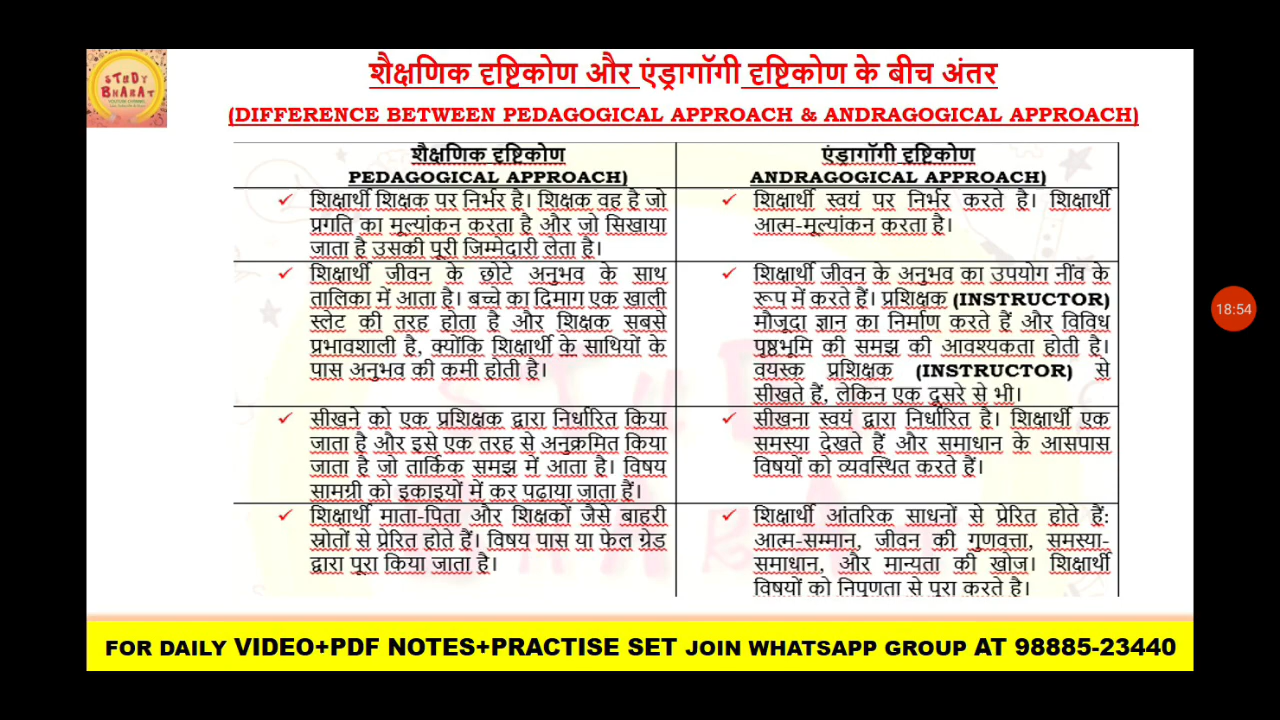 STUDY
BHARAT
शैक्षणिक दृष्टिकोण और एंड्रागॉगी दृष्टिकोण के बीच अंतर
(DIFFERENCE BETWEEN PEDAGOGICAL APPROACH & ANDRAGOGICAL APPROACH)
शैक्षणिक दृष्टिकोण
PEDAGOGICAL APPROACH)
शिक्षार्थी शिक्षक पर निर्भर है। शिक्षक वह है जो
प्रगति का मूल्यांकन करता है और जो सिखाया
जाता है उसकी पूरी जिम्मेदारी लेता है।
शिक्षार्थी जीवन के छोटे अनुभव के साथ
तालिका में आता है। बच्चे का दिमाग एक खाली
स्लेट की तरह होता है और शिक्षक सबसे
प्रभावशाली है, क्योंकि शिक्षार्थी के साथियों के
पास अनुभव की कमी होती है।
सीखने को एक प्रशिक्षक द्वारा निर्धारित किया
जाता है और इसे एक तरह से अनुक्रमित किया
जाता है जो तार्किक समझ में आता है। विषय
सामग्री को इकाइयों में कर पढ़ाया जाता हैं।
शिक्षार्थी माता-पिता और शिक्षकों जैसे बाहरी
स्रोतों से प्रेरित होते हैं। विषय पास या फेल ग्रेड
द्वारा पूरा किया जाता है।
एंड्रागॉगी दृष्टिकोण
ANDRAGOGICAL APPROACH)
शिक्षार्थी स्वयं पर निर्भर करते है। शिक्षार्थी
आत्म-मूल्यांकन करता है।
शिक्षार्थी जीवन के अनुभव का उपयोग नींव के
रूप में करते हैं। प्रशिक्षक (INSTRUCTOR)
मौजूदा ज्ञान का निर्माण करते हैं और विविध
पृष्ठभूमि की समझ की आवश्यकता होती है।
वयस्क प्रशिक्षक (INSTRUCTOR) से
सीखते हैं, लेकिन एक दूसरे से भी।
सीखना स्वयं द्वारा निर्धारित है। शिक्षार्थी एक
समस्या देखते हैं और समाधान के आसपास
विषयों को व्यवस्थित करते हैं।
शिक्षार्थी आंतरिक साधनों से प्रेरित होते हैं:
आत्म-सम्मान, जीवन की गुणवत्ता, समस्या-
समाधान, और मान्यता की खोज। शिक्षार्थी
विषयों को निपुणता से पूरा करते है।
18:54
FOR DAILY VIDEO+PDF NOTES+PRACTISE SET JOIN WHATSAPP GROUP AT 98885-23440